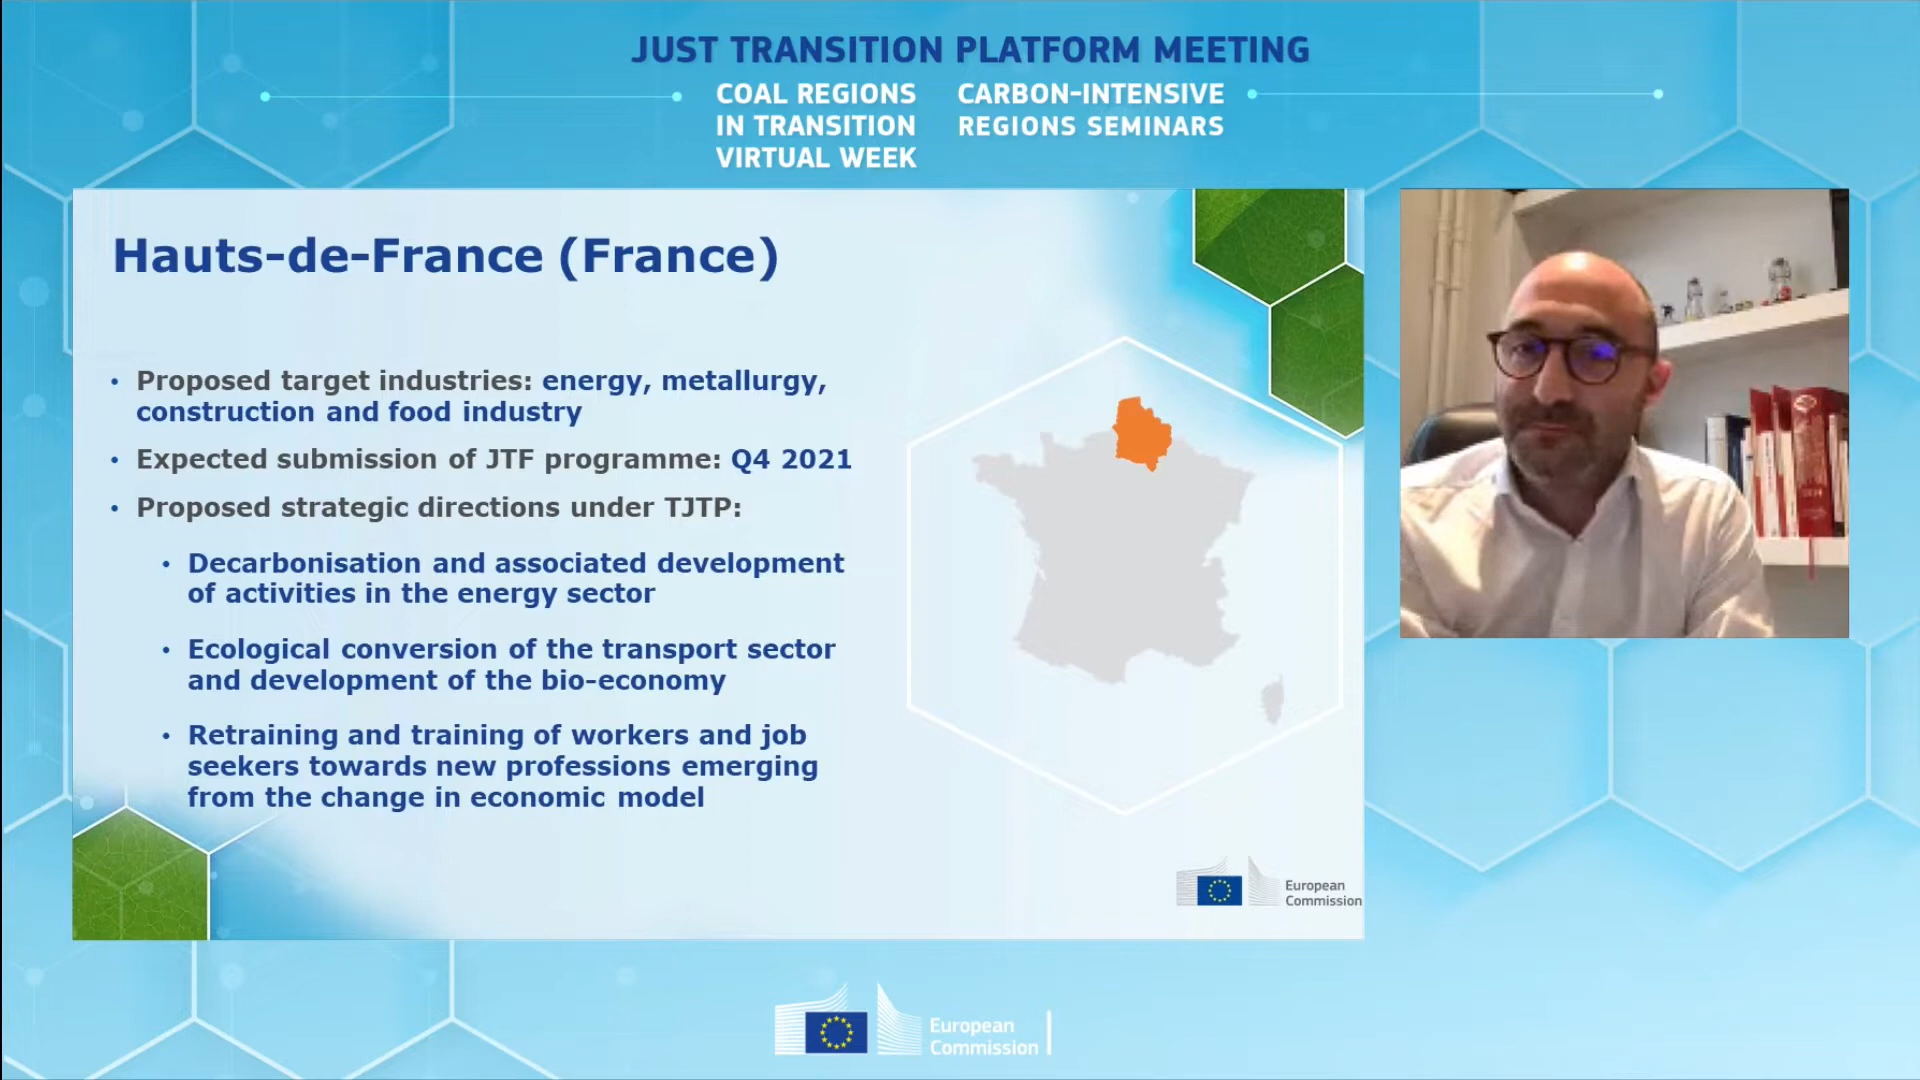 JUST TRANSITION PLATFORM MEETING
COAL REGIONS
IN TRANSITION
VIRTUAL WEEK
CARBON-INTENSIVE
REGIONS SEMINARS
Hauts-de-France (France)
• Proposed target industries: energy, metallurgy,
construction and food industry
• Expected submission of JTF programme: Q4 2021
• Proposed strategic directions under TJTP:
• Decarbonisation and associated development
of activities in the energy sector
• Ecological conversion of the transport sector
and development of the bio-economy
• Retraining and training of workers and job
seekers towards new professions emerging
from the change in economic model
European
Commission
European
Commission